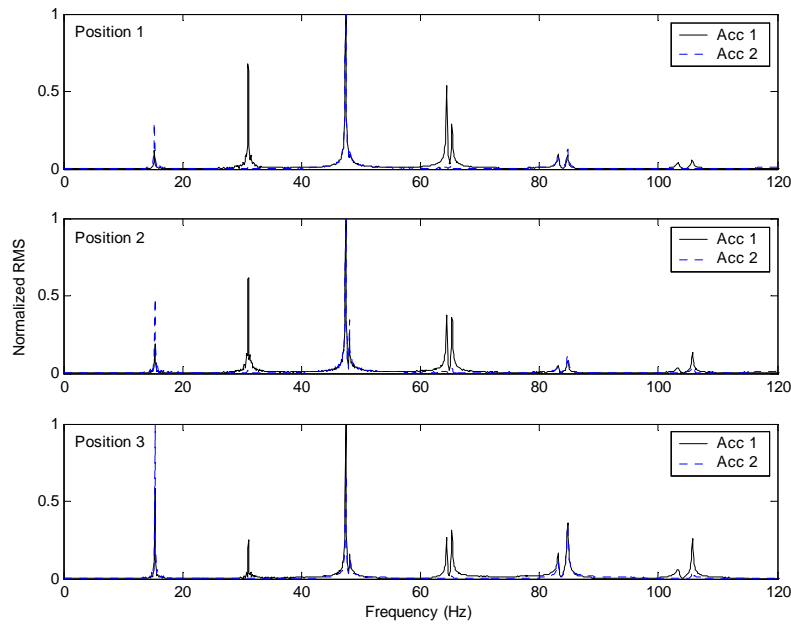 Position 1
Acc 1
Acc 2
1
0.5
0
0 20 40 60 80 100 120
Position 2
Acc 1
Acc 2
1
0.5
0
0 20 40 60 80 100 120
Normalized RMS
Position 3
Acc 1
Acc 2
1
0.5
0
0 20 40 60 80 100 120
Frequency (Hz)